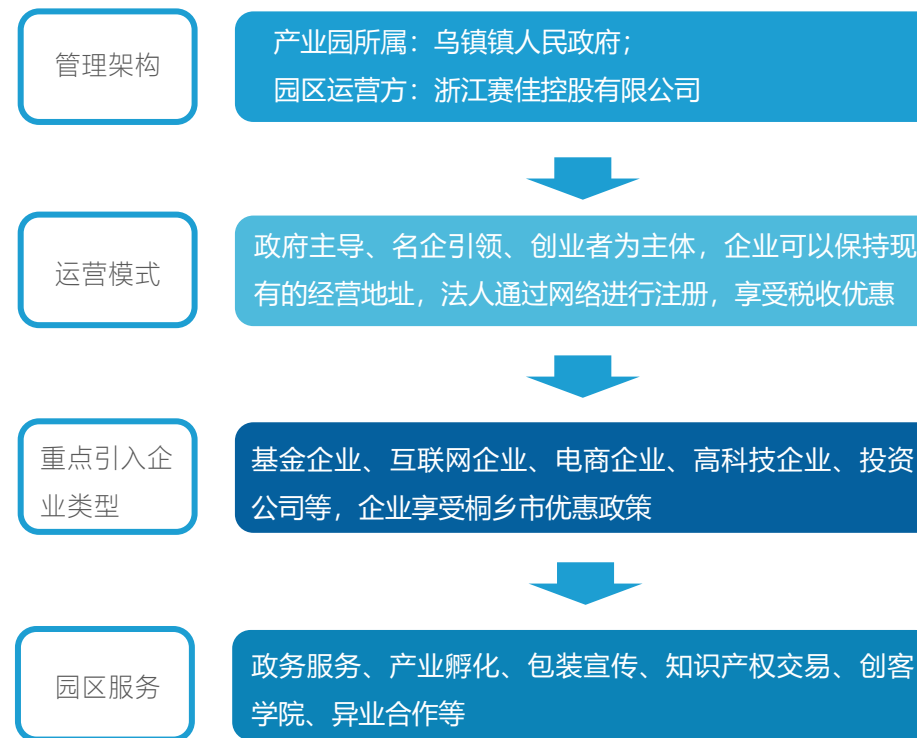 管理架构
产业园所属：乌镇镇人民政府；
园区运营方：浙江赛佳控股有限公司
运营模式
政府主导、名企引领、创业者为主体，企业可以保持现
有的经营地址，法人通过网络进行注册，享受税收优惠
重点引入企
业类型
基金企业、互联网企业、电商企业、高科技企业、投资
公司等，企业享受桐乡市优惠政策
园区服务
政务服务、产业孵化、包装宣传、知识产权交易、创客
学院、异业合作等